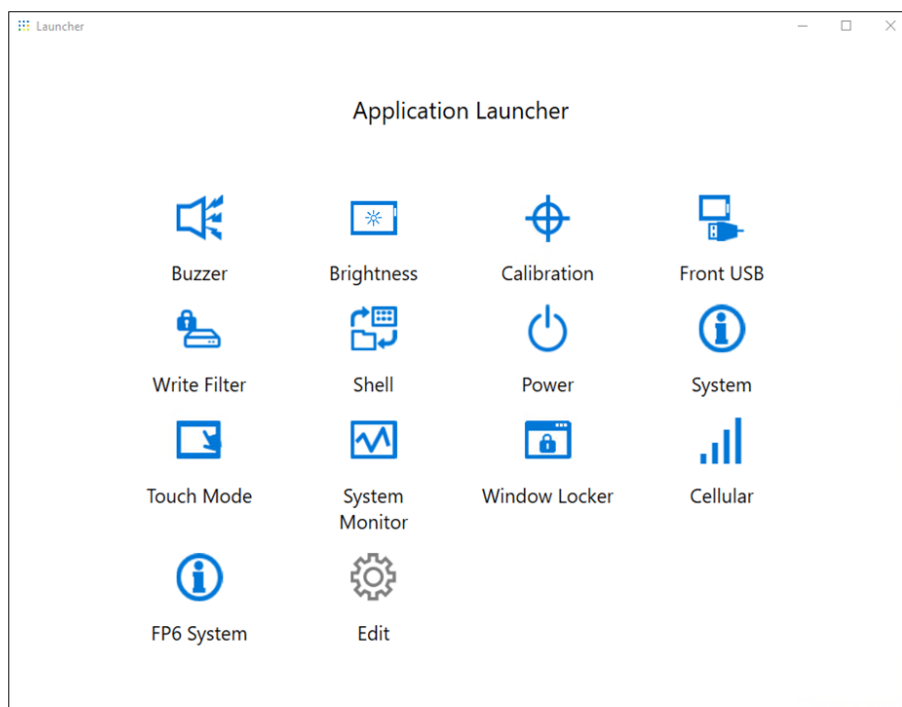 Launcher
Application Launcher
Buzzer
Brightness
Calibration
Front USB
Write Filter
Shell
Power
System
Touch Mode
System
Monitor
Window Locker
Cellular
FP6 System
Edit